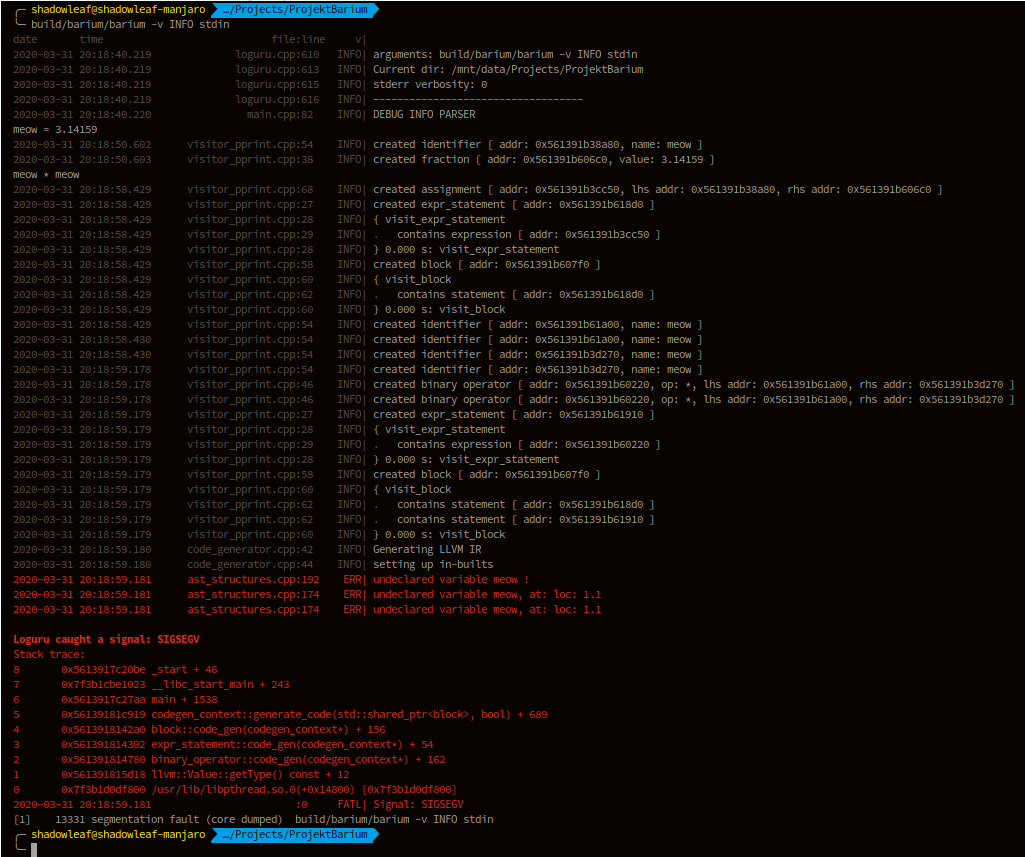 shadowleaf@shadowleaf-manjaro …/Projects/ProjektBarium
build/barium/barium -v INFO stdin
date time file:line v|
2020-03-31 20:18:40.219 loguru.cpp:610 INFO| arguments: build/barium/barium -v INFO stdin
2020-03-31 20:18:40.219 loguru.cpp:613 INFO| Current dir: /mnt/data/Projects/ProjektBarium
2020-03-31 20:18:40.219 loguru.cpp:615 INFO| stderr verbosity: 0
2020-03-31 20:18:40.219 loguru.cpp:616 INFO| -----------------------------------
2020-03-31 20:18:40.220 main.cpp:82 INFO| DEBUG INFO PARSER
meow = 3.14159
2020-03-31 20:18:50.602 visitor_pprint.cpp:54 INFO| created identifier [ addr: 0x561391b38a80, name: meow ]
2020-03-31 20:18:50.603 visitor_pprint.cpp:38 INFO| created fraction [ addr: 0x561391b606c0, value: 3.14159 ]
meow * meow
2020-03-31 20:18:58.429 visitor_pprint.cpp:68 INFO| created assignment [ addr: 0x561391b3cc50, lhs addr: 0x561391b38a80, rhs addr: 0x561391b606c0 ]
2020-03-31 20:18:58.429 visitor_pprint.cpp:27 INFO| created expr_statement [ addr: 0x561391b618d0 ]
2020-03-31 20:18:58.429 visitor_pprint.cpp:28 INFO| { visit_expr_statement
2020-03-31 20:18:58.429 visitor_pprint.cpp:29 INFO| . contains expression [ addr: 0x561391b3cc50 ]
2020-03-31 20:18:58.429 visitor_pprint.cpp:28 INFO| } 0.000 s: visit_expr_statement
2020-03-31 20:18:58.429 visitor_pprint.cpp:58 INFO| created block [ addr: 0x561391b607f0 ]
2020-03-31 20:18:58.429 visitor_pprint.cpp:60 INFO| { visit_block
2020-03-31 20:18:58.429 visitor_pprint.cpp:62 INFO| . contains statement [ addr: 0x561391b618d0 ]
2020-03-31 20:18:58.429 visitor_pprint.cpp:60 INFO| } 0.000 s: visit_block
2020-03-31 20:18:58.429 visitor_pprint.cpp:54 INFO| created identifier [ addr: 0x561391b61a00, name: meow ]
2020-03-31 20:18:58.430 visitor_pprint.cpp:54 INFO| created identifier [ addr: 0x561391b61a00, name: meow ]
2020-03-31 20:18:58.430 visitor_pprint.cpp:54 INFO| created identifier [ addr: 0x561391b3d270, name: meow ]
2020-03-31 20:18:59.178 visitor_pprint.cpp:54 INFO| created identifier [ addr: 0x561391b3d270, name: meow ]
2020-03-31 20:18:59.178 visitor_pprint.cpp:46 INFO| created binary operator [ addr: 0x561391b60220, op: *, lhs addr: 0x561391b61a00, rhs addr: 0x561391b3d270 ]
2020-03-31 20:18:59.178 visitor_pprint.cpp:46 INFO| created binary operator [ addr: 0x561391b60220, op: *, lhs addr: 0x561391b61a00, rhs addr: 0x561391b3d270 ]
2020-03-31 20:18:59.179 visitor_pprint.cpp:27 INFO| created expr_statement [ addr: 0x561391b61910 ]
2020-03-31 20:18:59.179 visitor_pprint.cpp:28 INFO| { visit_expr_statement
2020-03-31 20:18:59.179 visitor_pprint.cpp:29 INFO| . contains expression [ addr: 0x561391b60220 ]
2020-03-31 20:18:59.179 visitor_pprint.cpp:28 INFO| } 0.000 s: visit_expr_statement
2020-03-31 20:18:59.179 visitor_pprint.cpp:58 INFO| created block [ addr: 0x561391b607f0 ]
2020-03-31 20:18:59.179 visitor_pprint.cpp:60 INFO| { visit_block
2020-03-31 20:18:59.179 visitor_pprint.cpp:62 INFO| . contains statement [ addr: 0x561391b618d0 ]
2020-03-31 20:18:59.179 visitor_pprint.cpp:62 INFO| . contains statement [ addr: 0x561391b61910 ]
2020-03-31 20:18:59.179 visitor_pprint.cpp:60 INFO| } 0.000 s: visit_block
2020-03-31 20:18:59.180 code_generator.cpp:42 INFO| Generating LLVM IR
2020-03-31 20:18:59.180 code_generator.cpp:44 INFO| setting up in-builts
2020-03-31 20:18:59.181 ast_structures.cpp:192 ERR| undeclared variable meow !
2020-03-31 20:18:59.181 ast_structures.cpp:174 ERR| undeclared variable meow, at: loc: 1.1
2020-03-31 20:18:59.181 ast_structures.cpp:174 ERR| undeclared variable meow, at: loc: 1.1
Loguru caught a signal: SIGSEGV
Stack trace:
8 0x5613917c20be _start + 46
7 0x7f3b1cbe1023 __libc_start_main + 243
6 0x5613917c27aa main + 1538
5 0x56139181c919 codegen_context::generate_code(std::shared_ptr<block>, bool) + 689
4 0x5613918142a0 block::code_gen(codegen_context*) + 156
3 0x561391814302 expr_statement::code_gen(codegen_context*) + 54
2 0x561391814780 binary_operator::code_gen(codegen_context*) + 162
1 0x561391815d18 llvm::Value::getType() const + 12
0 0x7f3b1d0df800 /usr/lib/libpthread.so.0(+0x14800) [0x7f3b1d0df800]
2020-03-31 20:18:59.181 :0 FATL| Signal: SIGSEGV
[1] 13331 segmentation fault (core dumped) build/barium/barium -v INFO stdin
shadowleaf@shadowleaf-manjaro …/Projects/ProjektBarium